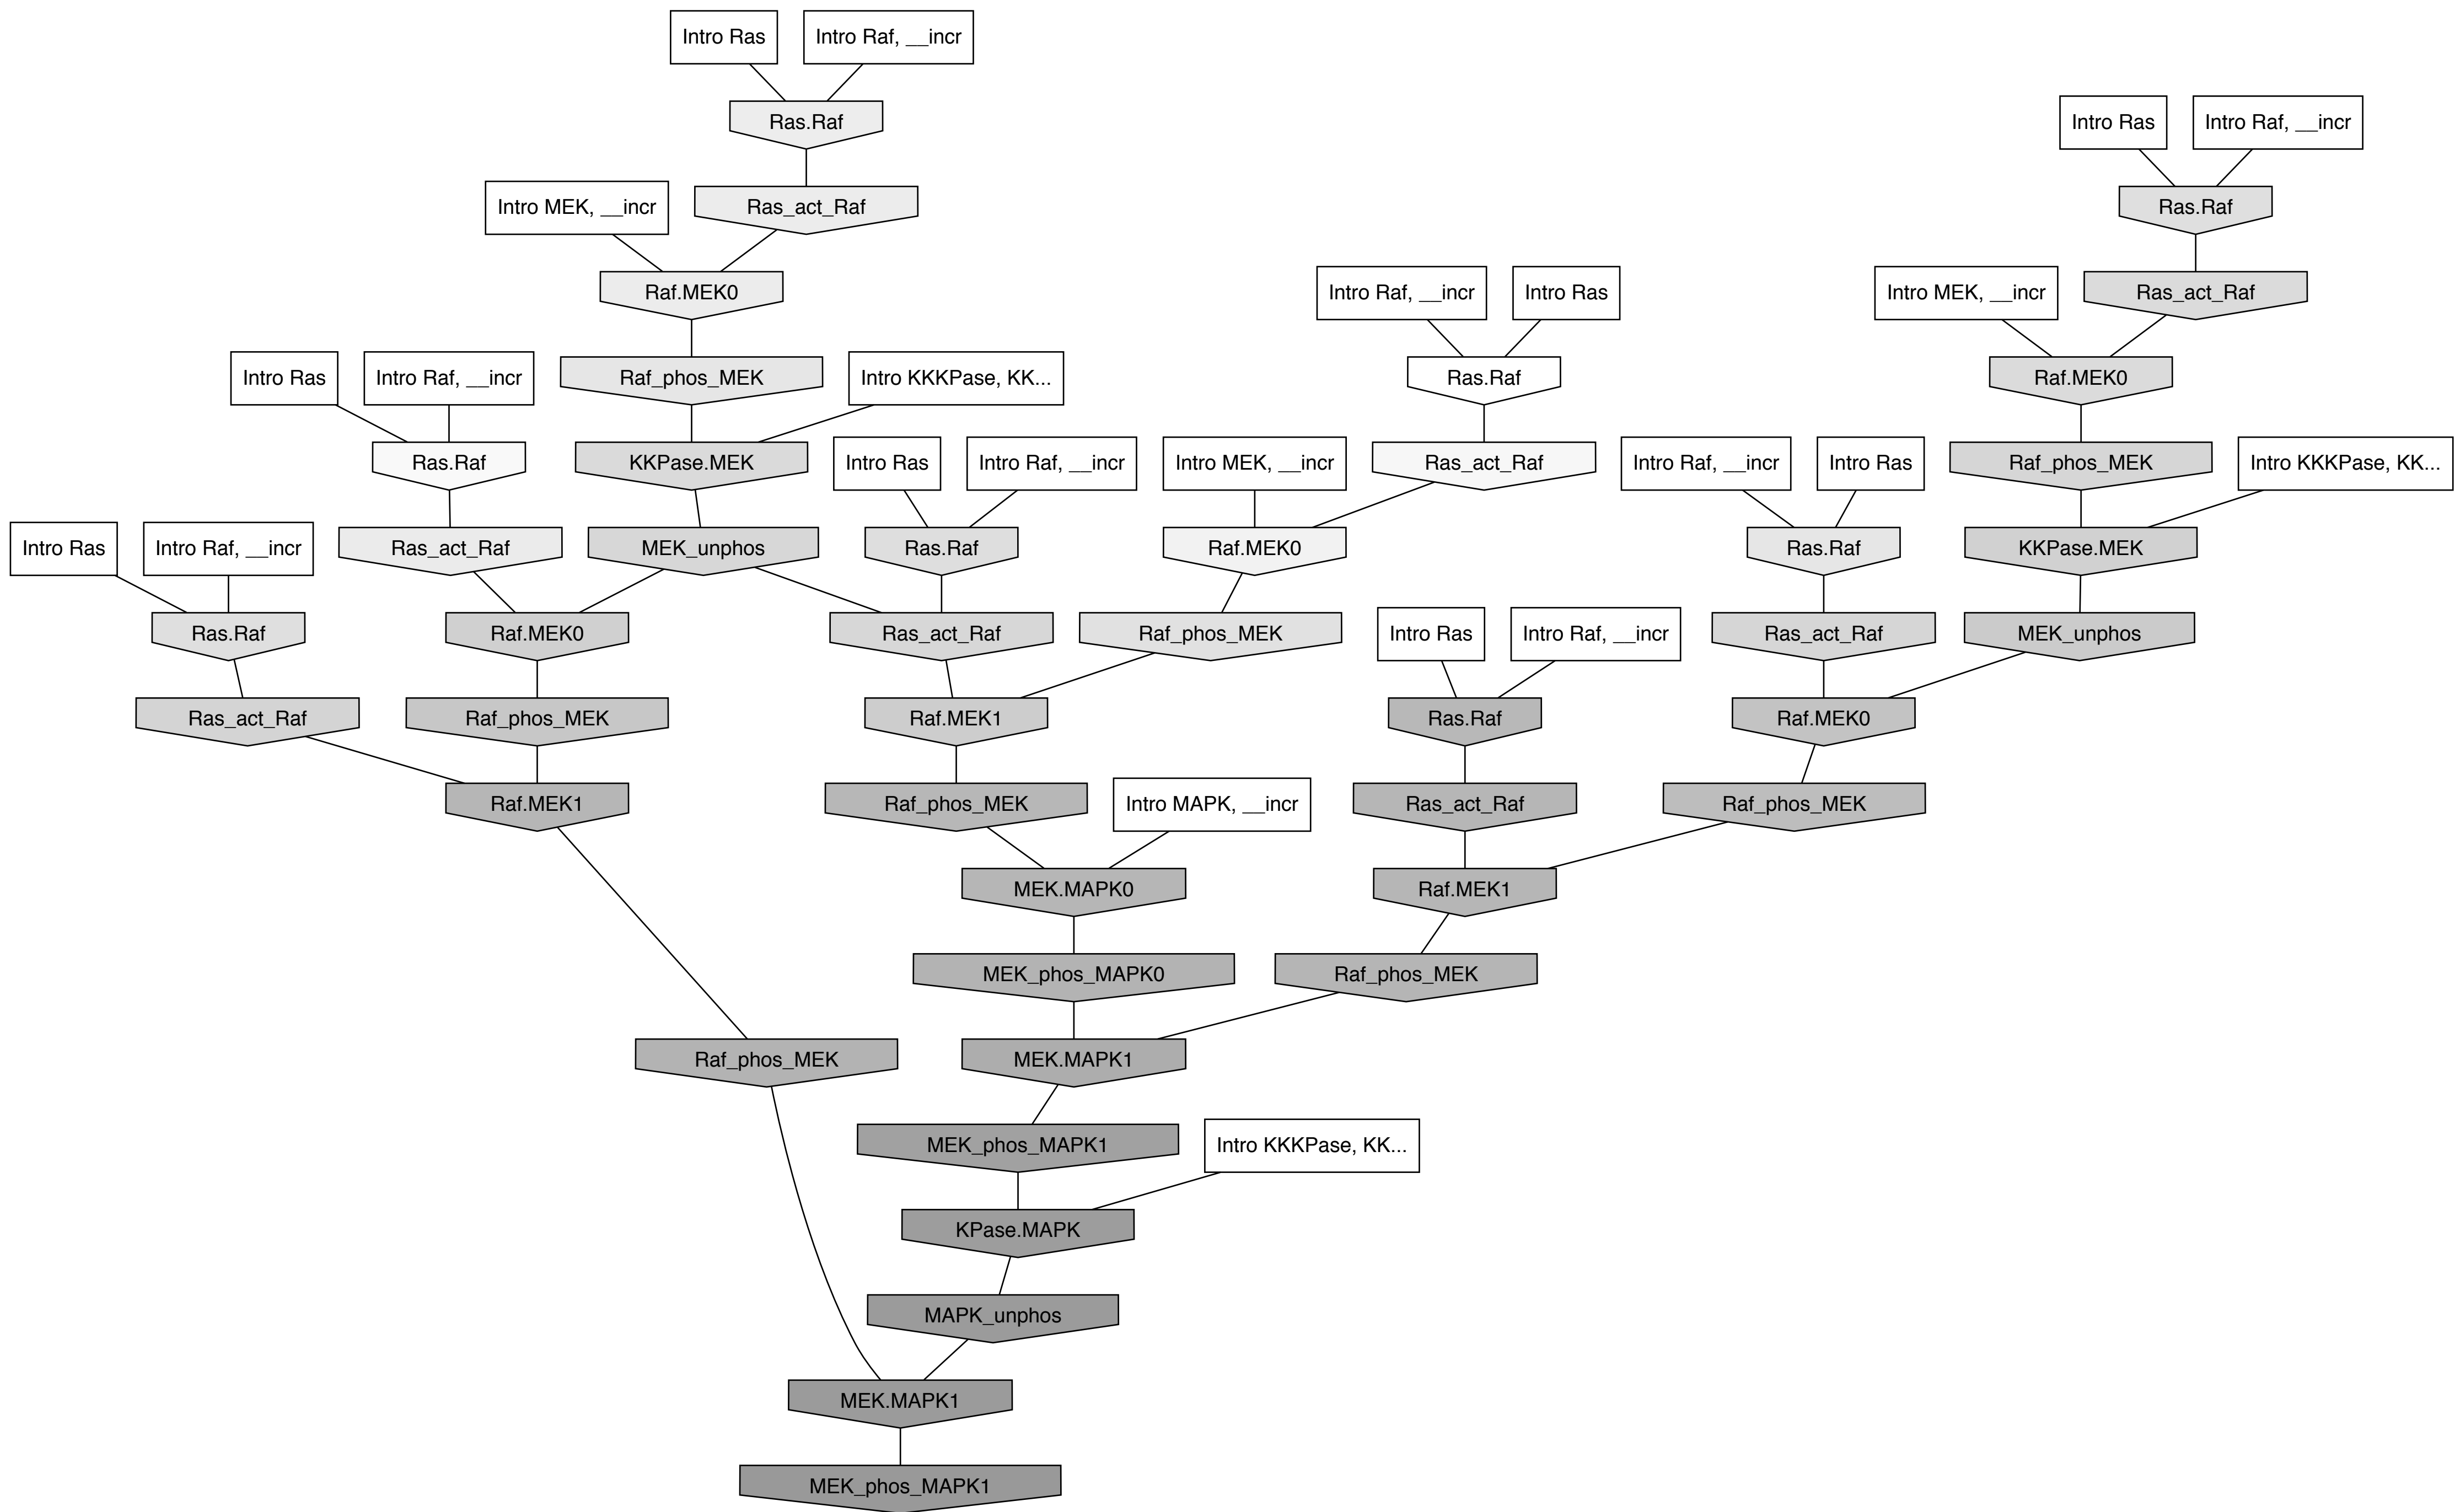 Intro Ras
Intro Raf, __incr
Ras.Raf
Intro Ras
Intro Raf, __incr
Intro MEK, __incr
Ras_act_Raf
Ras.Raf
Raf.MEK0
Intro Raf, __incr
Intro Ras
Intro MEK, __incr
Ras_act_Raf
Intro Ras
Intro Raf, __incr
Raf_phos_MEK
Intro KKKPase, KK...
Ras.Raf
Raf.MEK0
Ras.Raf
KKPase.MEK
Intro Ras
Intro Raf, __incr
Intro MEK, __incr
Ras_act_Raf
Intro Raf, __incr
Intro Ras
Raf_phos_MEK
Intro KKKPase, KK...
Intro Ras
Intro Raf, __incr
Ras_act_Raf
MEK_unphos
Ras.Raf
Raf.MEK0
Ras.Raf
KKPase.MEK
Ras.Raf
Raf.MEK0
Ras_act_Raf
Raf_phos_MEK
Intro Ras
Intro Raf, __incr
Ras_act_Raf
MEK_unphos
Ras_act_Raf
Raf_phos_MEK
Raf.MEK1
Ras.Raf
Raf.MEK0
Raf.MEK1
Raf_phos_MEK
Intro MAPK, __incr
Ras_act_Raf
Raf_phos_MEK
MEK.MAPK0
Raf.MEK1
MEK_phos_MAPK0
Raf_phos_MEK
Raf_phos_MEK
MEK.MAPK1
MEK_phos_MAPK1
Intro KKKPase, KK...
KPase.MAPK
MAPK_unphos
MEK.MAPK1
MEK_phos_MAPK1